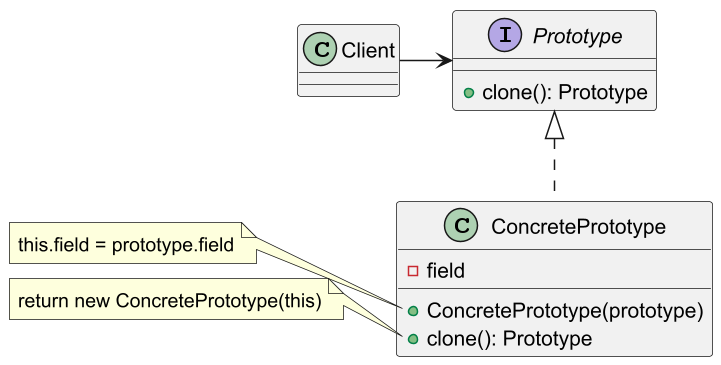 C Client
I Prototype
clone(): Prototype
C ConcretePrototype
field
ConcretePrototype(prototype)
clone(): Prototype
this.field = prototype.field
return new ConcretePrototype(this)